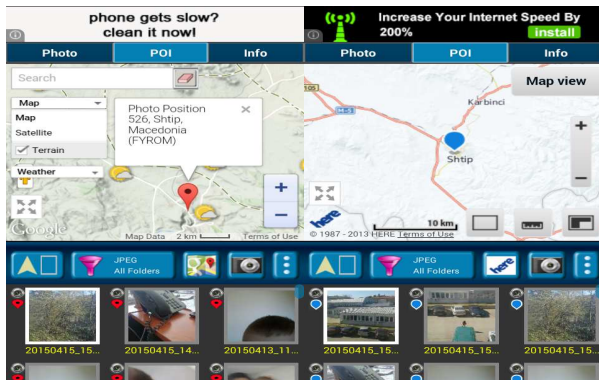 phone gets slow?
clean it now!
Photo
POI
Info
Search
Map
Map
Satellite
Terrain
Weather
Photo Position
526, Shtip,
Macedonia
(FYROM)
Google
Map Data
2 km
Terms of Use
JPEG
All Folders
20150415_15...
20150415_14...
20150413_11...
Increase Your Internet Speed By
200%
install
Photo
POI
Info
Map view
Karbinci
Shtip
10 km
here
© 1987 - 2013 HERE Terms of Use
JPEG
All Folders
here
20150415_15...
20150415_15...
20150415_15...